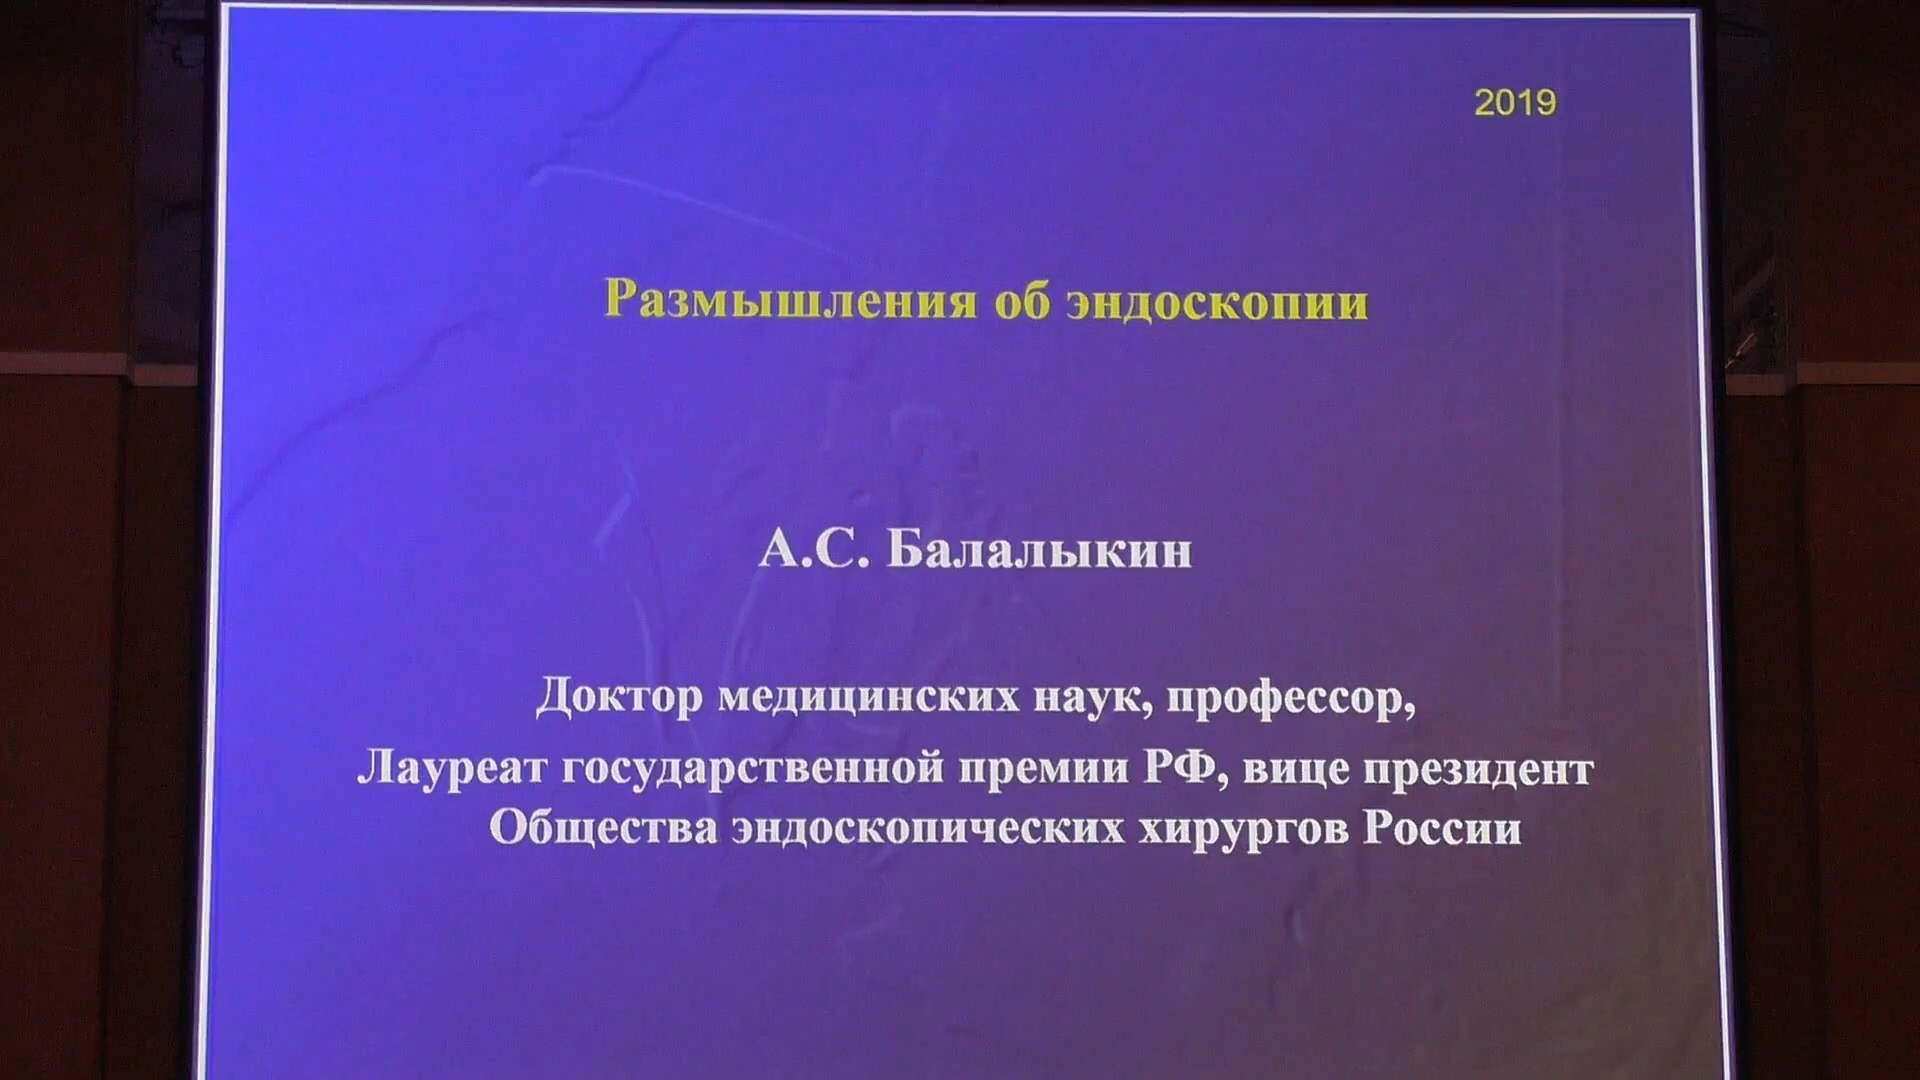 2019
Размышления об эндоскопии
А.С. Балалыкин
Доктор медицинских наук, профессор,
Лауреат государственной премии РФ, вице президент
Общества эндоскопических хирургов России